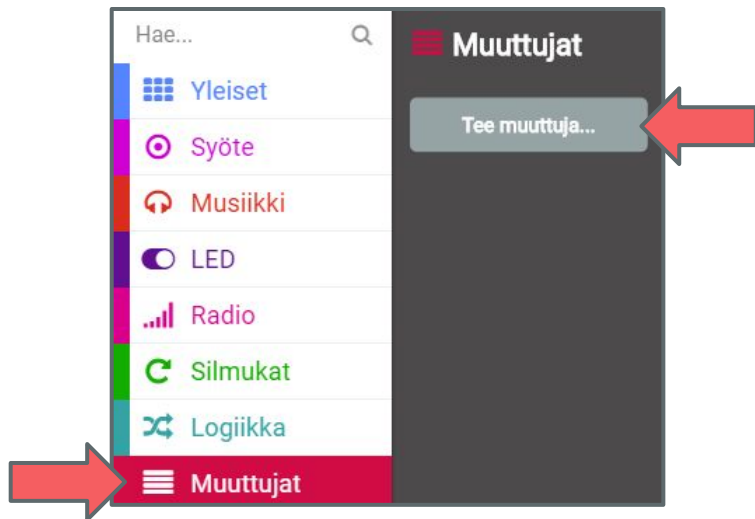 Hae...
Yleiset
Syöte
Musiikki
LED
Radio
Silmukat
Logiikka
Muuttujat
Muuttujat
Tee muuttuja...